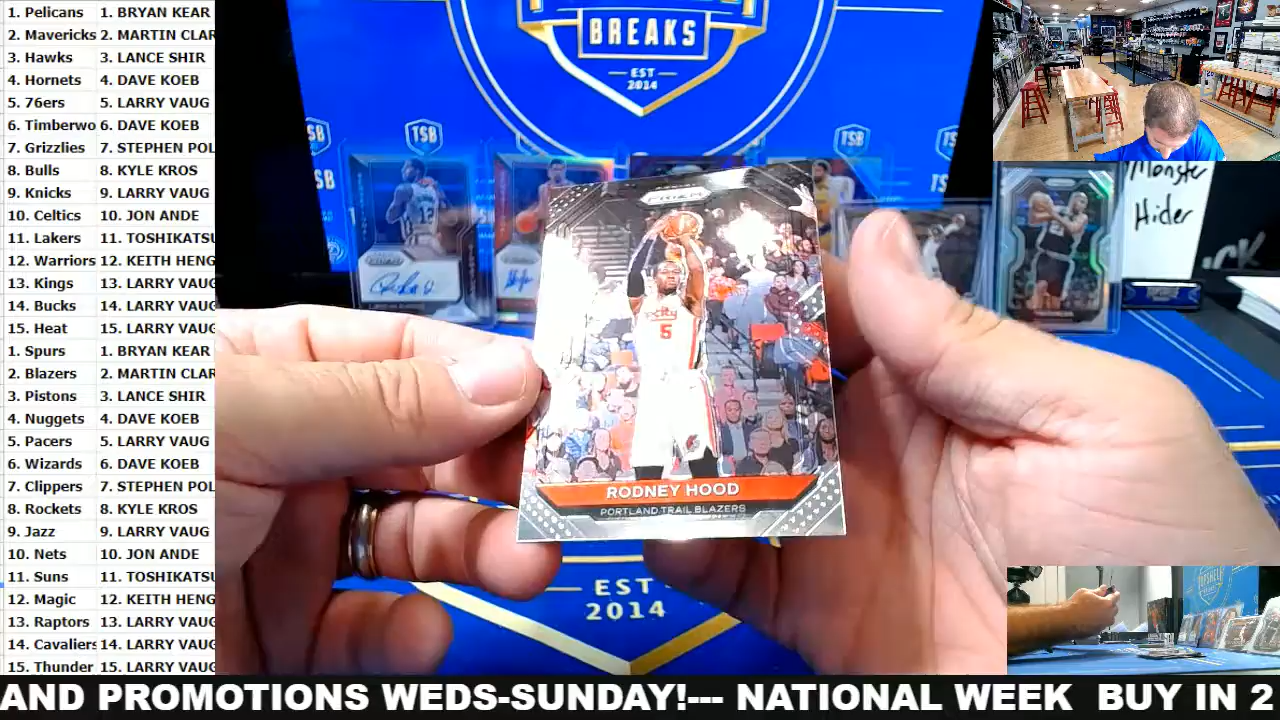 1. Pelicans 1. BRYAN KEAR
2. Mavericks 2. MARTIN CLAR
3. Hawks 3. LANCE SHIR
4. Hornets 4. DAVE KOEB
5. 76ers 5. LARRY VAUG
6. Timberwo 6. DAVE KOEB
7. Grizzlies 7. STEPHEN POL
8. Bulls 8. KYLE KROS
9. Knicks 9. LARRY VAUG
10. Celtics 10. JON ANDE
11. Lakers 11. TOSHIKATSU
12. Warriors 12. KEITH HENG
13. Kings 13. LARRY VAUG
14. Bucks 14. LARRY VAUG
15. Heat 15. LARRY VAUG
1. Spurs 1. BRYAN KEAR
2. Blazers 2. MARTIN CLAR
3. Pistons 3. LANCE SHIR
4. Nuggets 4. DAVE KOEB
5. Pacers 5. LARRY VAUG
6. Wizards 6. DAVE KOEB
7. Clippers 7. STEPHEN POL
8. Rockets 8. KYLE KROS
9. Jazz 9. LARRY VAUG
10. Nets 10. JON ANDE
11. Suns 11. TOSHIKATSU
12. Magic 12. KEITH HENG
13. Raptors 13. LARRY VAUG
14. Cavaliers 14. LARRY VAUG
15. Thunder 15. LARRY VAUG
BREAKS
EST
2014
TSB
TSB
SB
TS
Monster
Hider
PRIZM
5
RODNEY HOOD
PORTLAND TRAIL BLAZERS
EST
2014
AND PROMOTIONS WEDS-SUNDAY!--- NATIONAL WEEK BUY IN 2